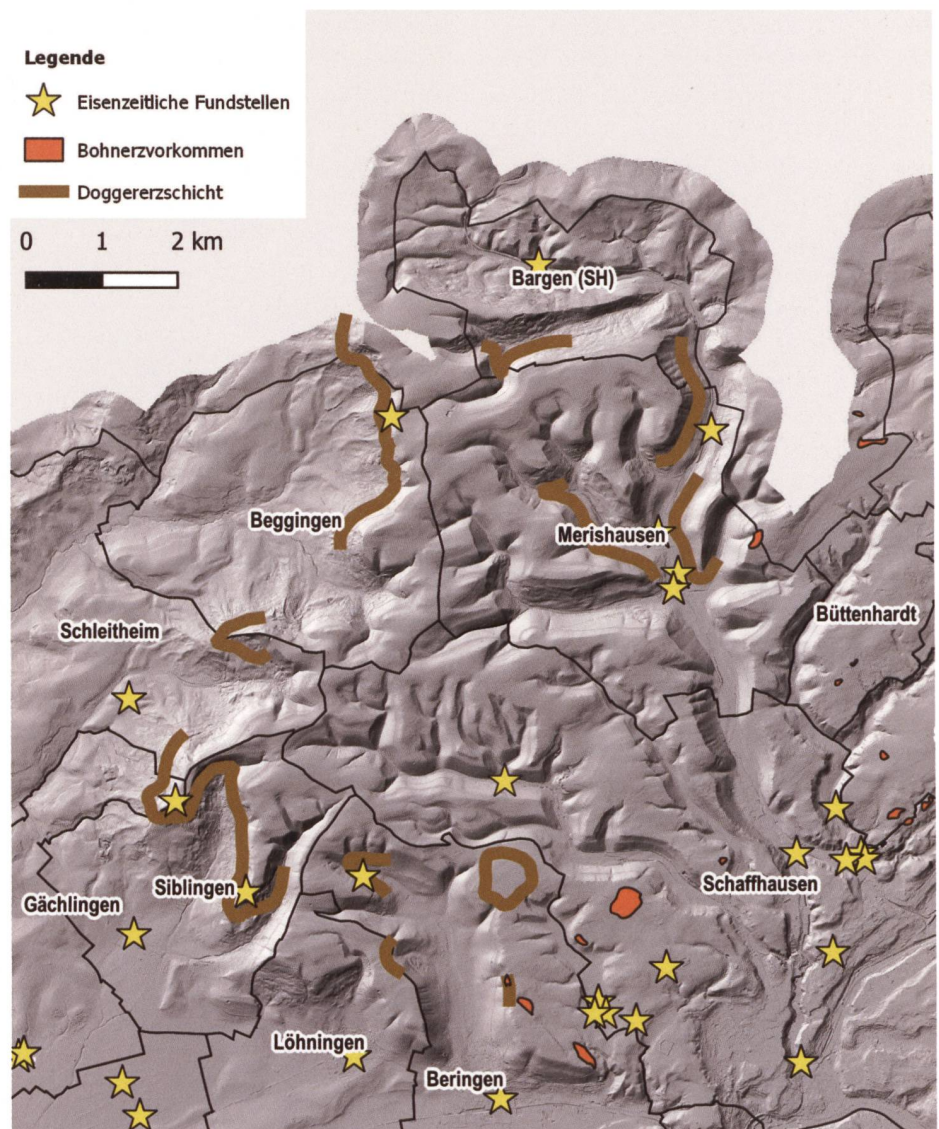 Legende
Eisenzeitliche Fundstellen
Bohnerzvorkommen
Doggererzschicht
0 1 2 km
Bargen (SH)
Beggingen
Merishausen
Büttenhardt
Schleitheim
Siblingen
Schaffhausen
Gächlingen
Löhningen
Beringen